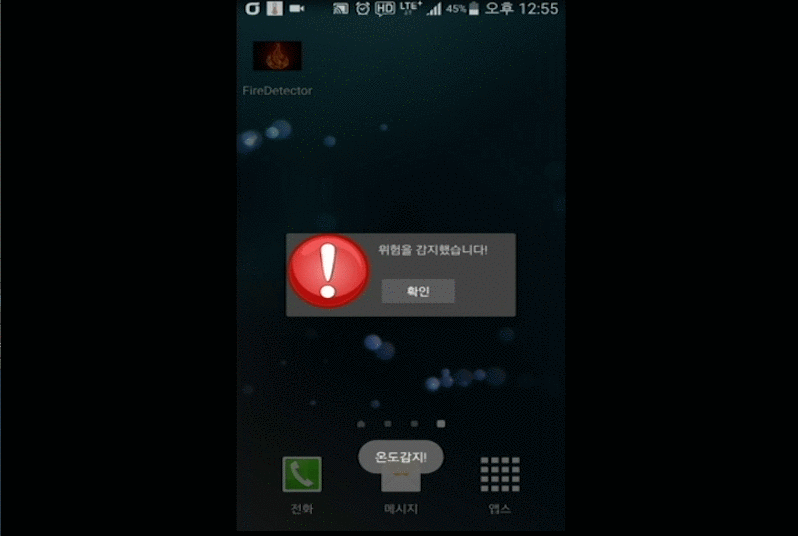 HD LTE+ 45% 오후 12:55
FireDetector
위험을 감지했습니다!
확인
온도감지!
전화
메시지
앱스